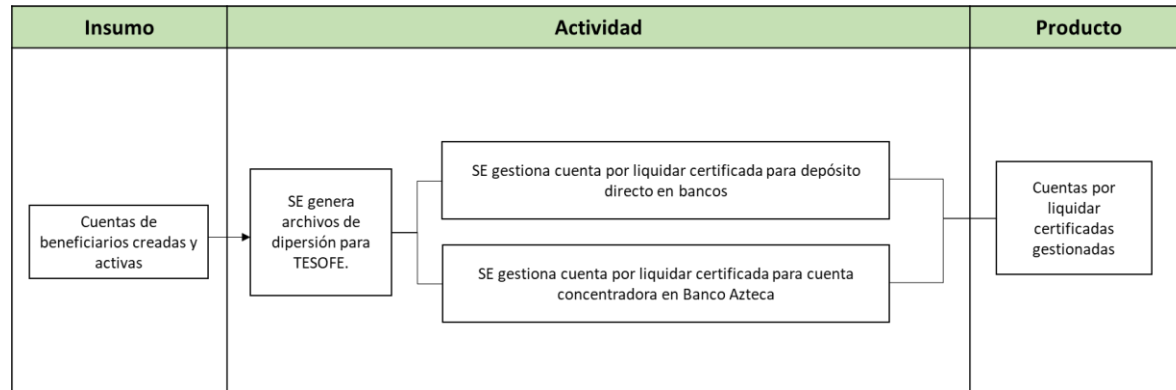 Insumo
Actividad
Producto
Cuentas de
beneficiarios creadas y
activas
SE genera
archivos de
dipersión para
TESOFE.
SE gestiona cuenta por liquidar certificada para depósito
directo en bancos
SE gestiona cuenta por liquidar certificada para cuenta
concentradora en Banco Azteca
Cuentas por
liquidar
certificadas
gestionadas